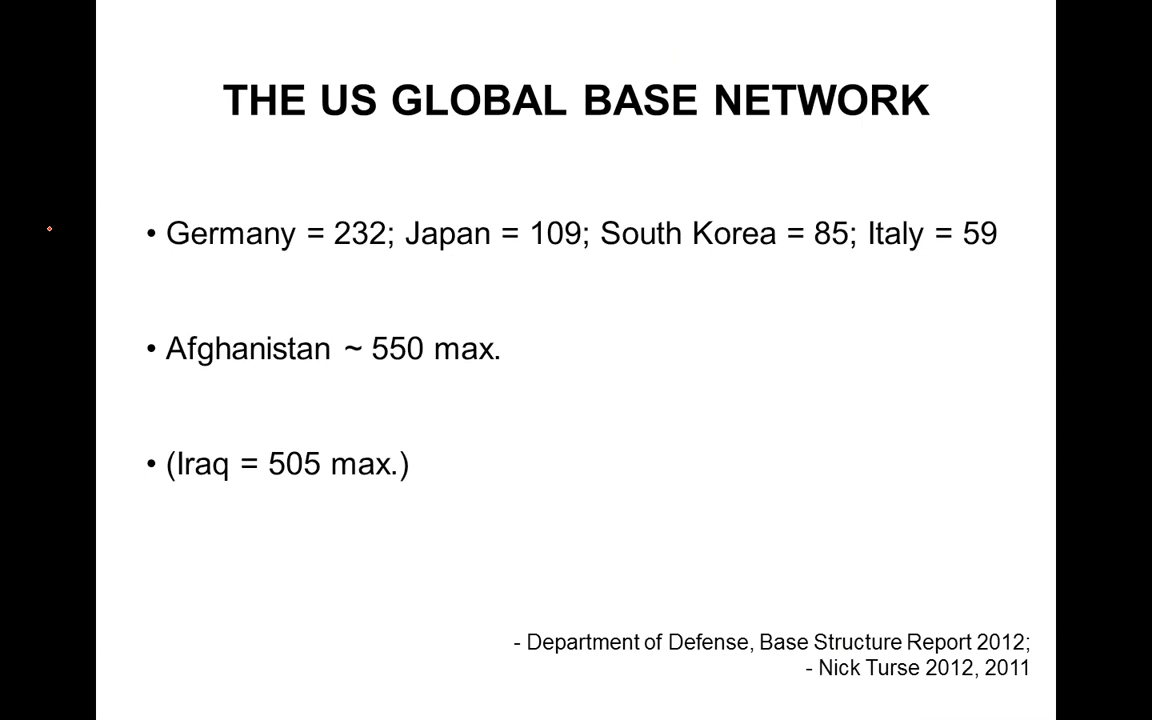 THE US GLOBAL BASE NETWORK
• Germany = 232; Japan = 109; South Korea = 85; Italy = 59
• Afghanistan ~ 550 max.
• (Iraq = 505 max.)
- Department of Defense, Base Structure Report 2012;
- Nick Turse 2012, 2011